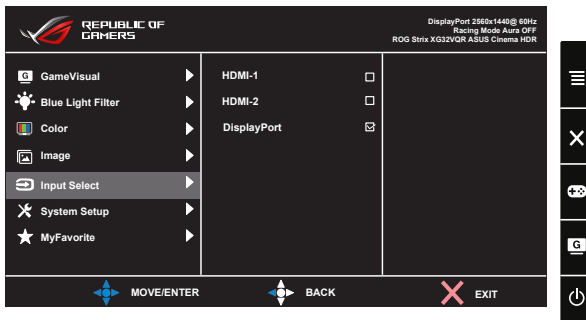 REPUBLIC OF
GAMERS
DisplayPort 2560x1440@ 60Hz
Racing Mode Aura OFF
ROG Strix XG32VQR ASUS Cinema HDR
G GameVisual
Blue Light Filter
Color
Image
Input Select
System Setup
MyFavorite
HDMI-1
HDMI-2
DisplayPort
MOVE/ENTER
BACK
EXIT
G